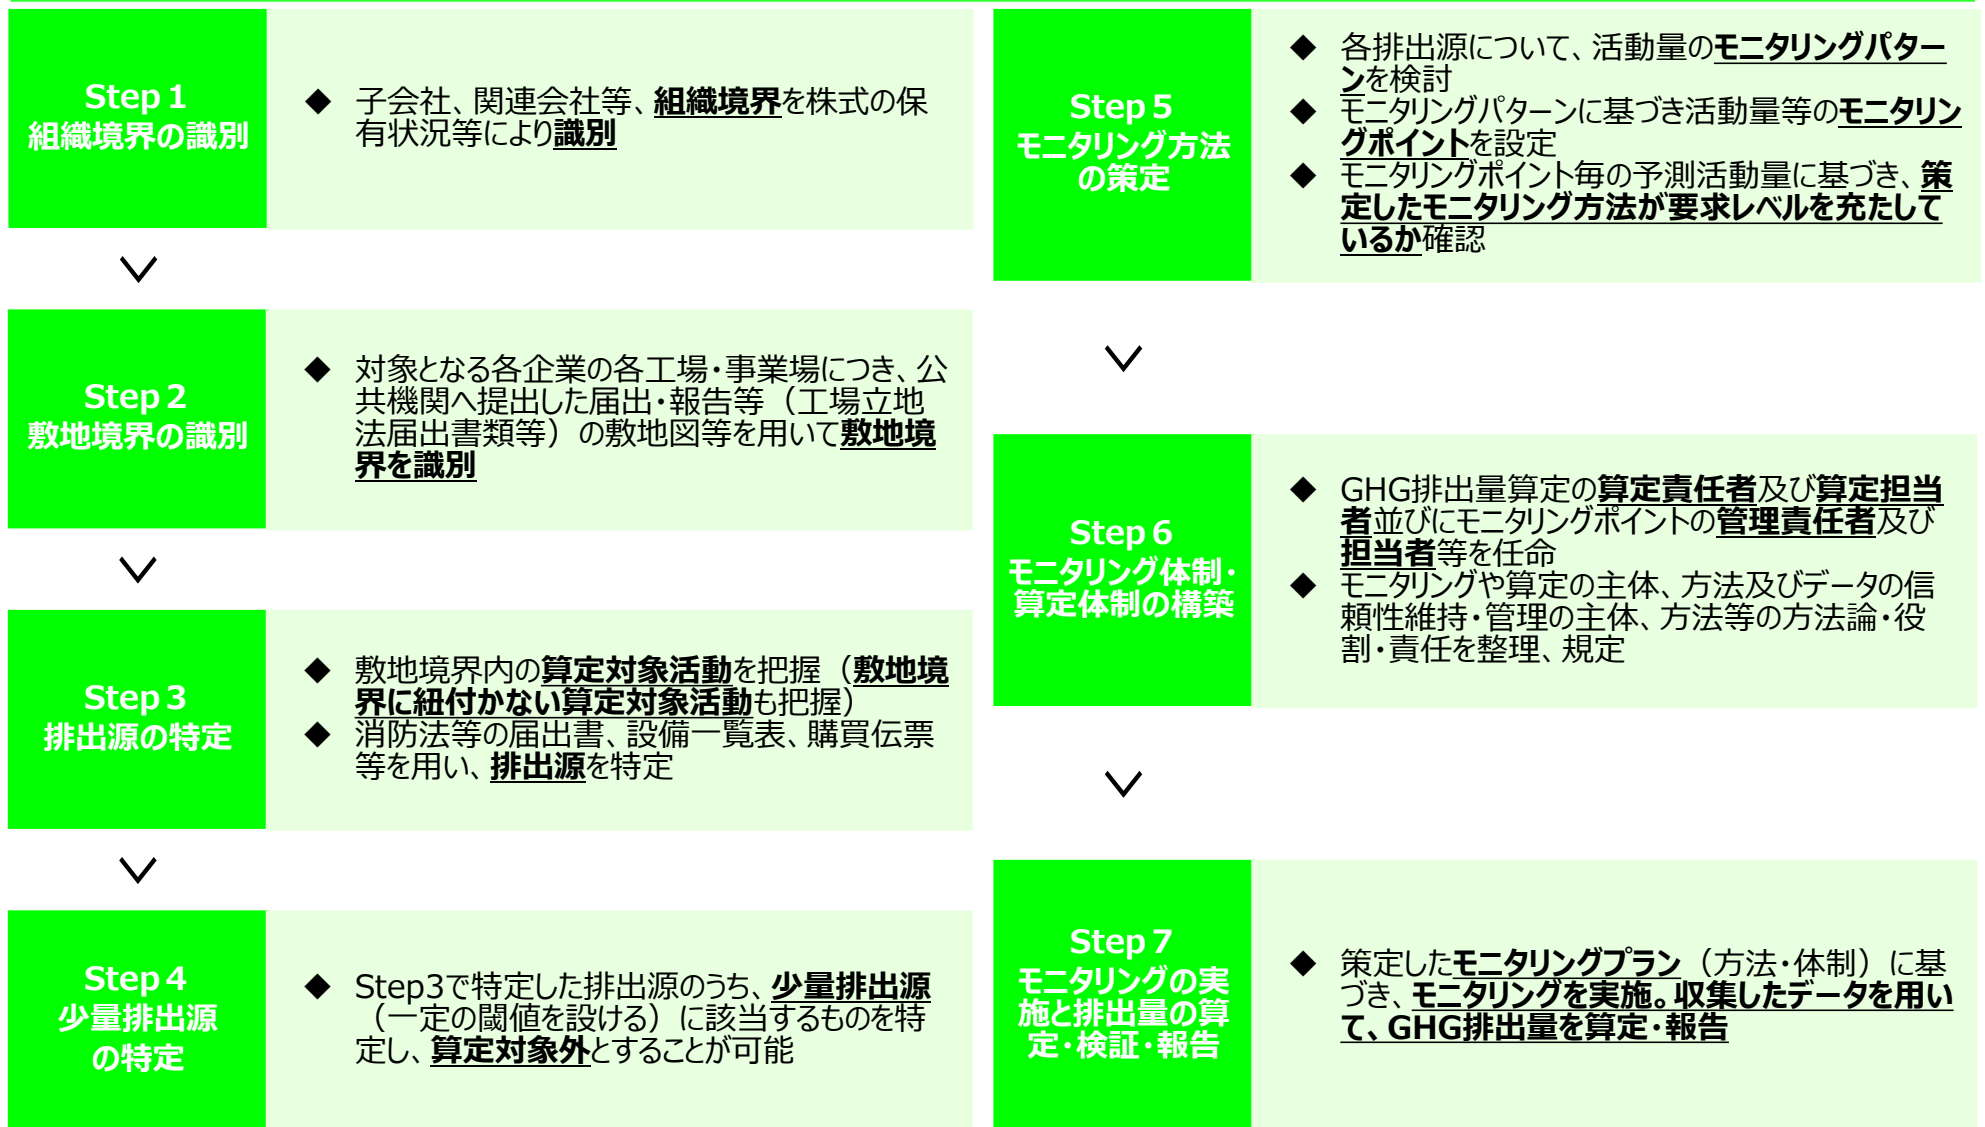 Step１
組織境界の識別
◆ 子会社、関連会社等、組織境界を株式の保
有状況等により識別
Step２
敷地境界の識別
◆ 対象となる各企業の各工場・事業場につき、公
共機関へ提出した届出・報告等（工場立地
法届出書類等）の敷地図等を用いて敷地境
界を識別
Step３
排出源の特定
◆ 敷地境界内の算定対象活動を把握（敷地境
界に紐付かない算定対象活動も把握）
◆ 消防法等の届出書、設備一覧表、購買伝票
等を用い、排出源を特定
Step４
少量排出源
の特定
◆ Step3で特定した排出源のうち、少量排出源
（一定の閾値を設ける）に該当するものを特
定し、算定対象外とすることが可能
Step５
モニタリング方法
の策定
◆ 各排出源について、活動量のモニタリングパター
ンを検討
◆ モニタリングパターンに基づき活動量等のモニタリン
グポイントを設定
◆ モニタリングポイント毎の予測活動量に基づき、策
定したモニタリング方法が要求レベルを充たして
いるか確認
Step６
モニタリング体制・
算定体制の構築
◆ GHG排出量算定の算定責任者及び算定担当
者並びにモニタリングポイントの管理責任者及び
担当者等を任命
◆ モニタリングや算定の主体、方法及びデータの信
頼性維持・管理の主体、方法等の方法論・役
割・責任を整理、規定
Step７
モニタリングの実
施と排出量の算
定・検証・報告
◆ 策定したモニタリングプラン（方法・体制）に基
づき、モニタリングを実施。収集したデータを用い
て、GHG排出量を算定・報告